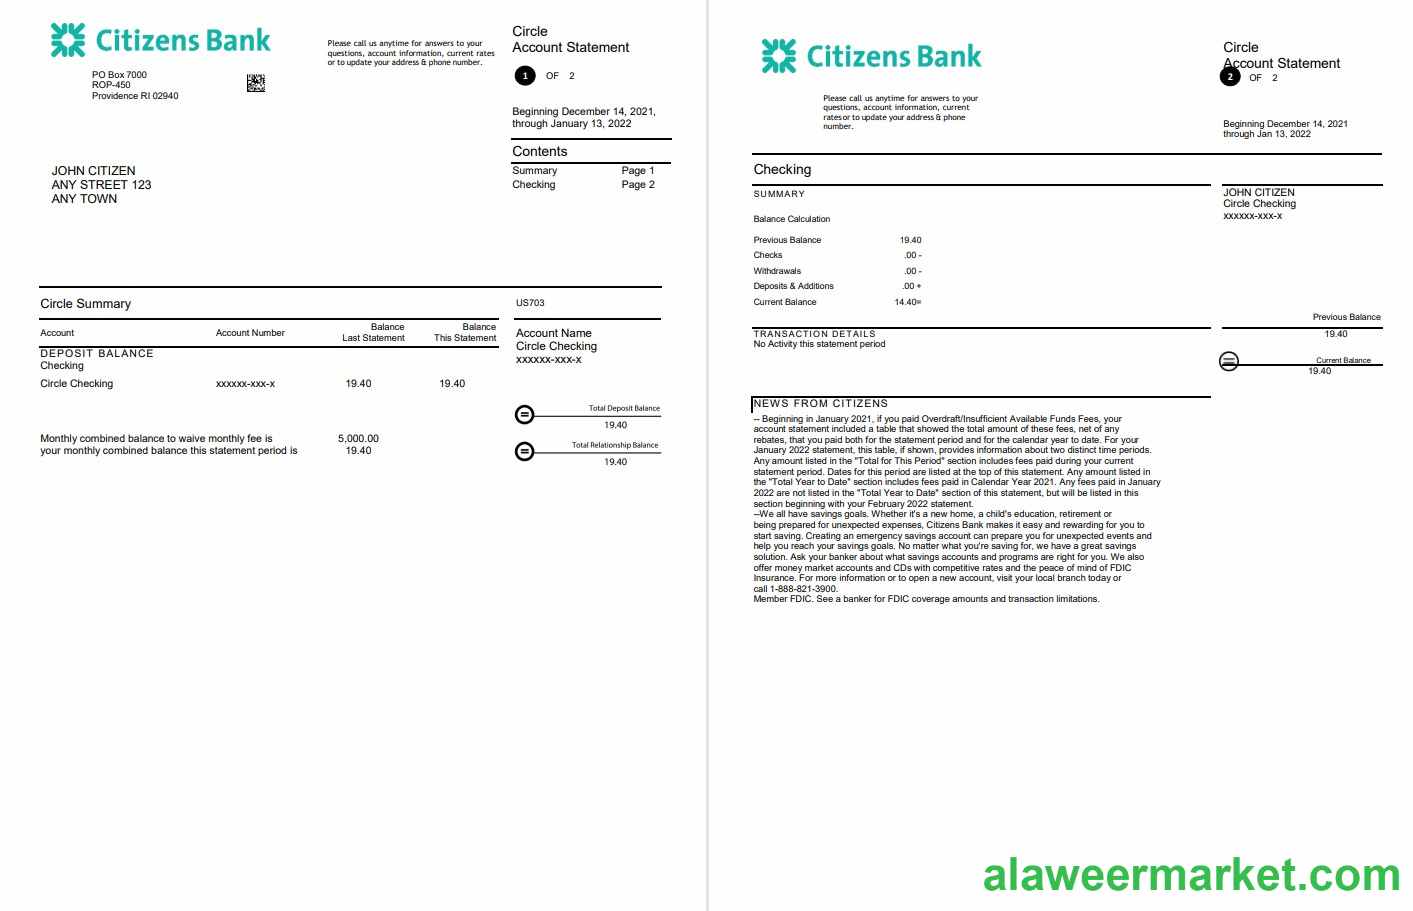 Citizens Bank
PO Box 7000
ROP-450
Providence RI 02940
Please call us anytime for answers to your
questions, account information, current rates
or to update your address & phone number.
Circle
Account Statement
1 OF 2
Beginning December 14, 2021,
through January 13, 2022
Contents
Summary Page 1
Checking Page 2
JOHN CITIZEN
ANY STREET 123
ANY TOWN
Circle Summary
Account Account Number Balance Last Statement Balance This Statement
DEPOSIT BALANCE
Checking
Circle Checking xxxxxx-xxx-x 19.40 19.40
Monthly combined balance to waive monthly fee is 5,000.00
your monthly combined balance this statement period is 19.40
US703
Account Name
Circle Checking
xxxxxx-xxx-x
Total Deposit Balance
19.40
Total Relationship Balance
19.40
Citizens Bank
Please call us anytime for answers to your
questions, account information, current
rates or to update your address & phone
number.
Circle
Account Statement
2 OF 2
Beginning December 14, 2021
through Jan 13, 2022
Checking
SUMMARY
Balance Calculation
Previous Balance 19.40
Checks .00 -
Withdrawals .00 -
Deposits & Additions .00 +
Current Balance 14.40=
JOHN CITIZEN
Circle Checking
xxxxxx-xxx-x
Previous Balance
19.40
Current Balance
19.40
TRANSACTION DETAILS
No Activity this statement period
NEWS FROM CITIZENS
-- Beginning in January 2021, if you paid Overdraft/Insufficient Available Funds Fees, your
account statement included a table that showed the total amount of these fees, net of any
rebates, that you paid both for the statement period and for the calendar year to date. For your
January 2022 statement, this table, if shown, provides information about two distinct time periods.
Any amount listed in the "Total for This Period" section includes fees paid during your current
statement period. Dates for this period are listed at the top of this statement. Any amount listed in
the "Total Year to Date" section includes fees paid in Calendar Year 2021. Any fees paid in January
2022 are not listed in the "Total Year to Date" section of this statement, but will be listed in this
section beginning with your February 2022 statement.
--We all have savings goals. Whether it's a new home, a child's education, retirement or
being prepared for unexpected expenses, Citizens Bank makes it easy and rewarding for you to
start saving. Creating an emergency savings account can prepare you for unexpected events and
help you reach your savings goals. No matter what you're saving for, we have a great savings
solution. Ask your banker about what savings accounts and programs are right for you. We also
offer money market accounts and CDs with competitive rates and the peace of mind of FDIC
Insurance. For more information or to open a new account, visit your local branch today or
call 1-888-821-3900.
Member FDIC. See a banker for FDIC coverage amounts and transaction limitations.
alaweermarket.com